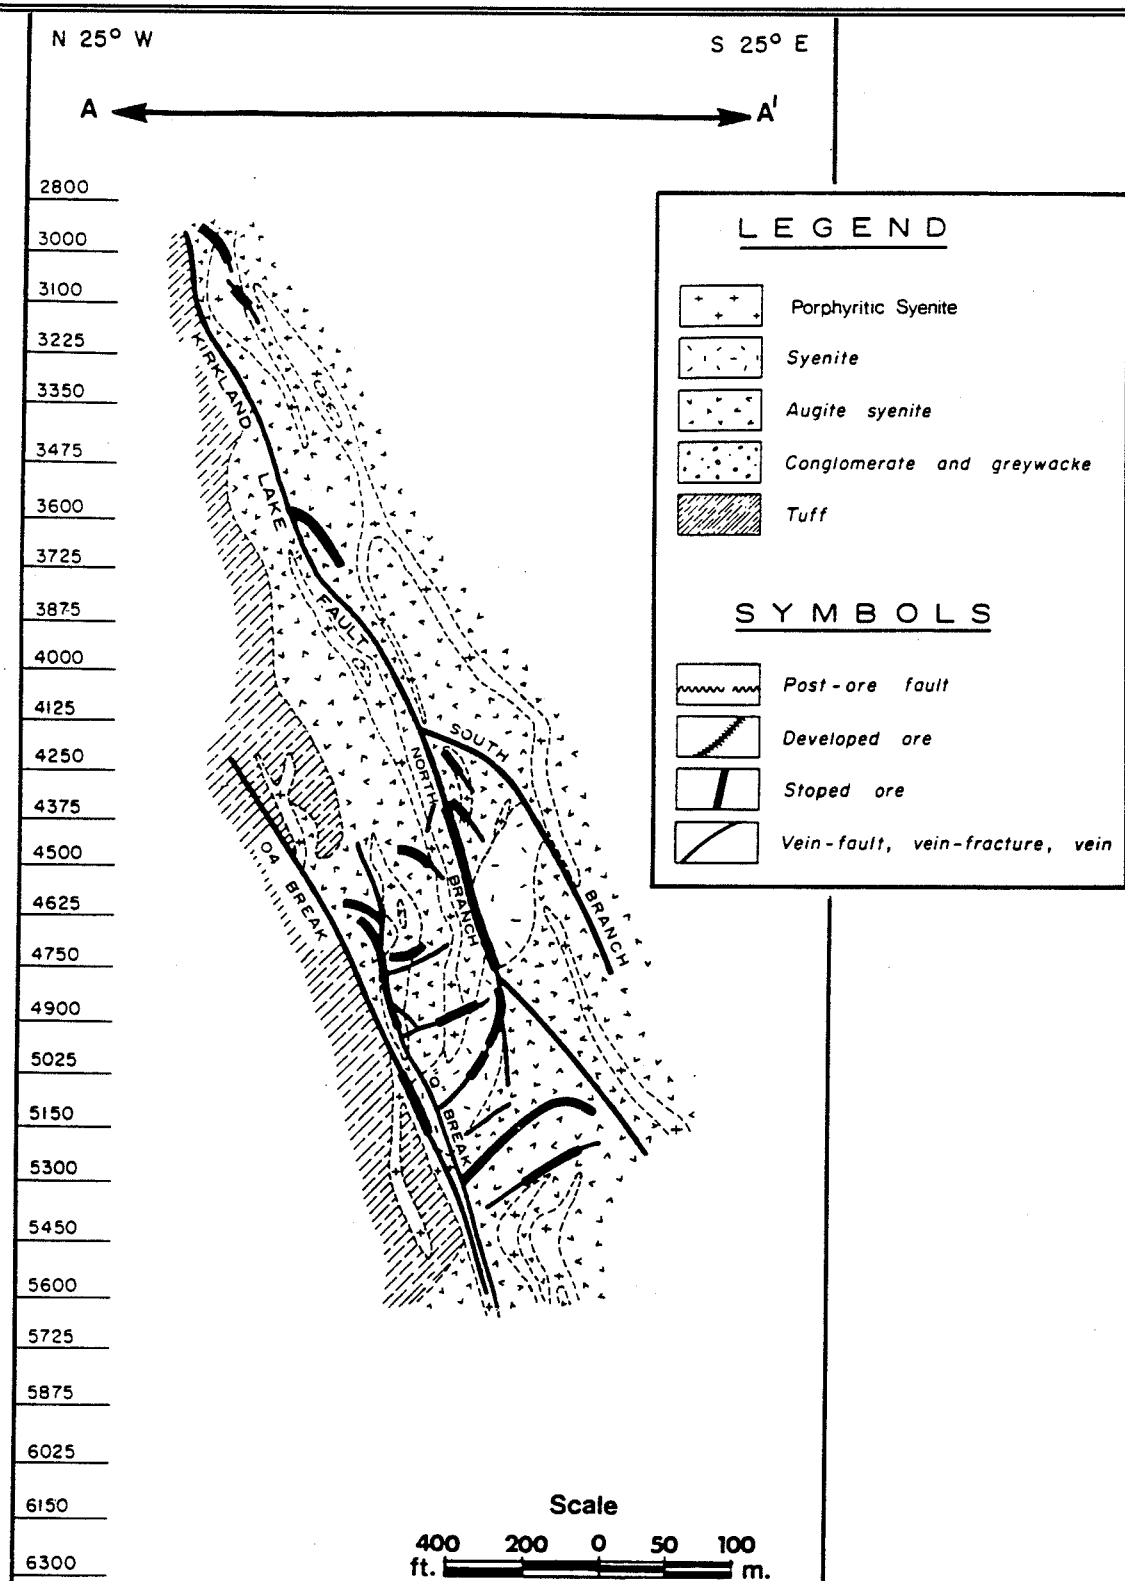 N 25° W
S 25° E
A
A'
2800
3000
3100
3225
3350
3475
3600
3725
3875
4000
4125
4250
4375
4500
4625
4750
4900
5025
5150
5300
5450
5600
5725
5875
6025
6150
6300
KIRKLAND
LAKE
FAULT
SOUTH
BRANCH
NORTH
BRANCH
04 BREAK
"Q" BREAK
LEGEND
Porphyritic Syenite
Syenite
Augite syenite
Conglomerate and greywacke
Tuff
SYMBOLS
Post-ore fault
Developed ore
Stoped ore
Vein-fault, vein-fracture, vein
Scale
400 200 0 50 100
ft. m.